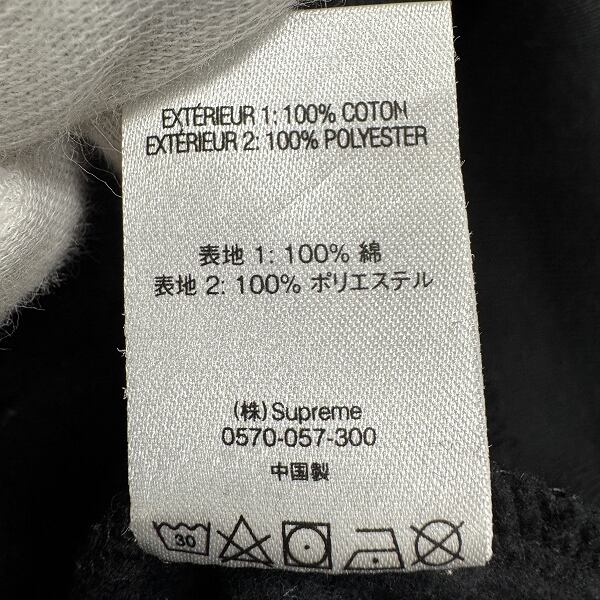 EXTÉRIEUR 1: 100% COTON
EXTÉRIEUR 2: 100% POLYESTER
表地 1: 100% 綿
表地 2: 100% ポリエステル
(株) Supreme
0570-057-300
中国製
30